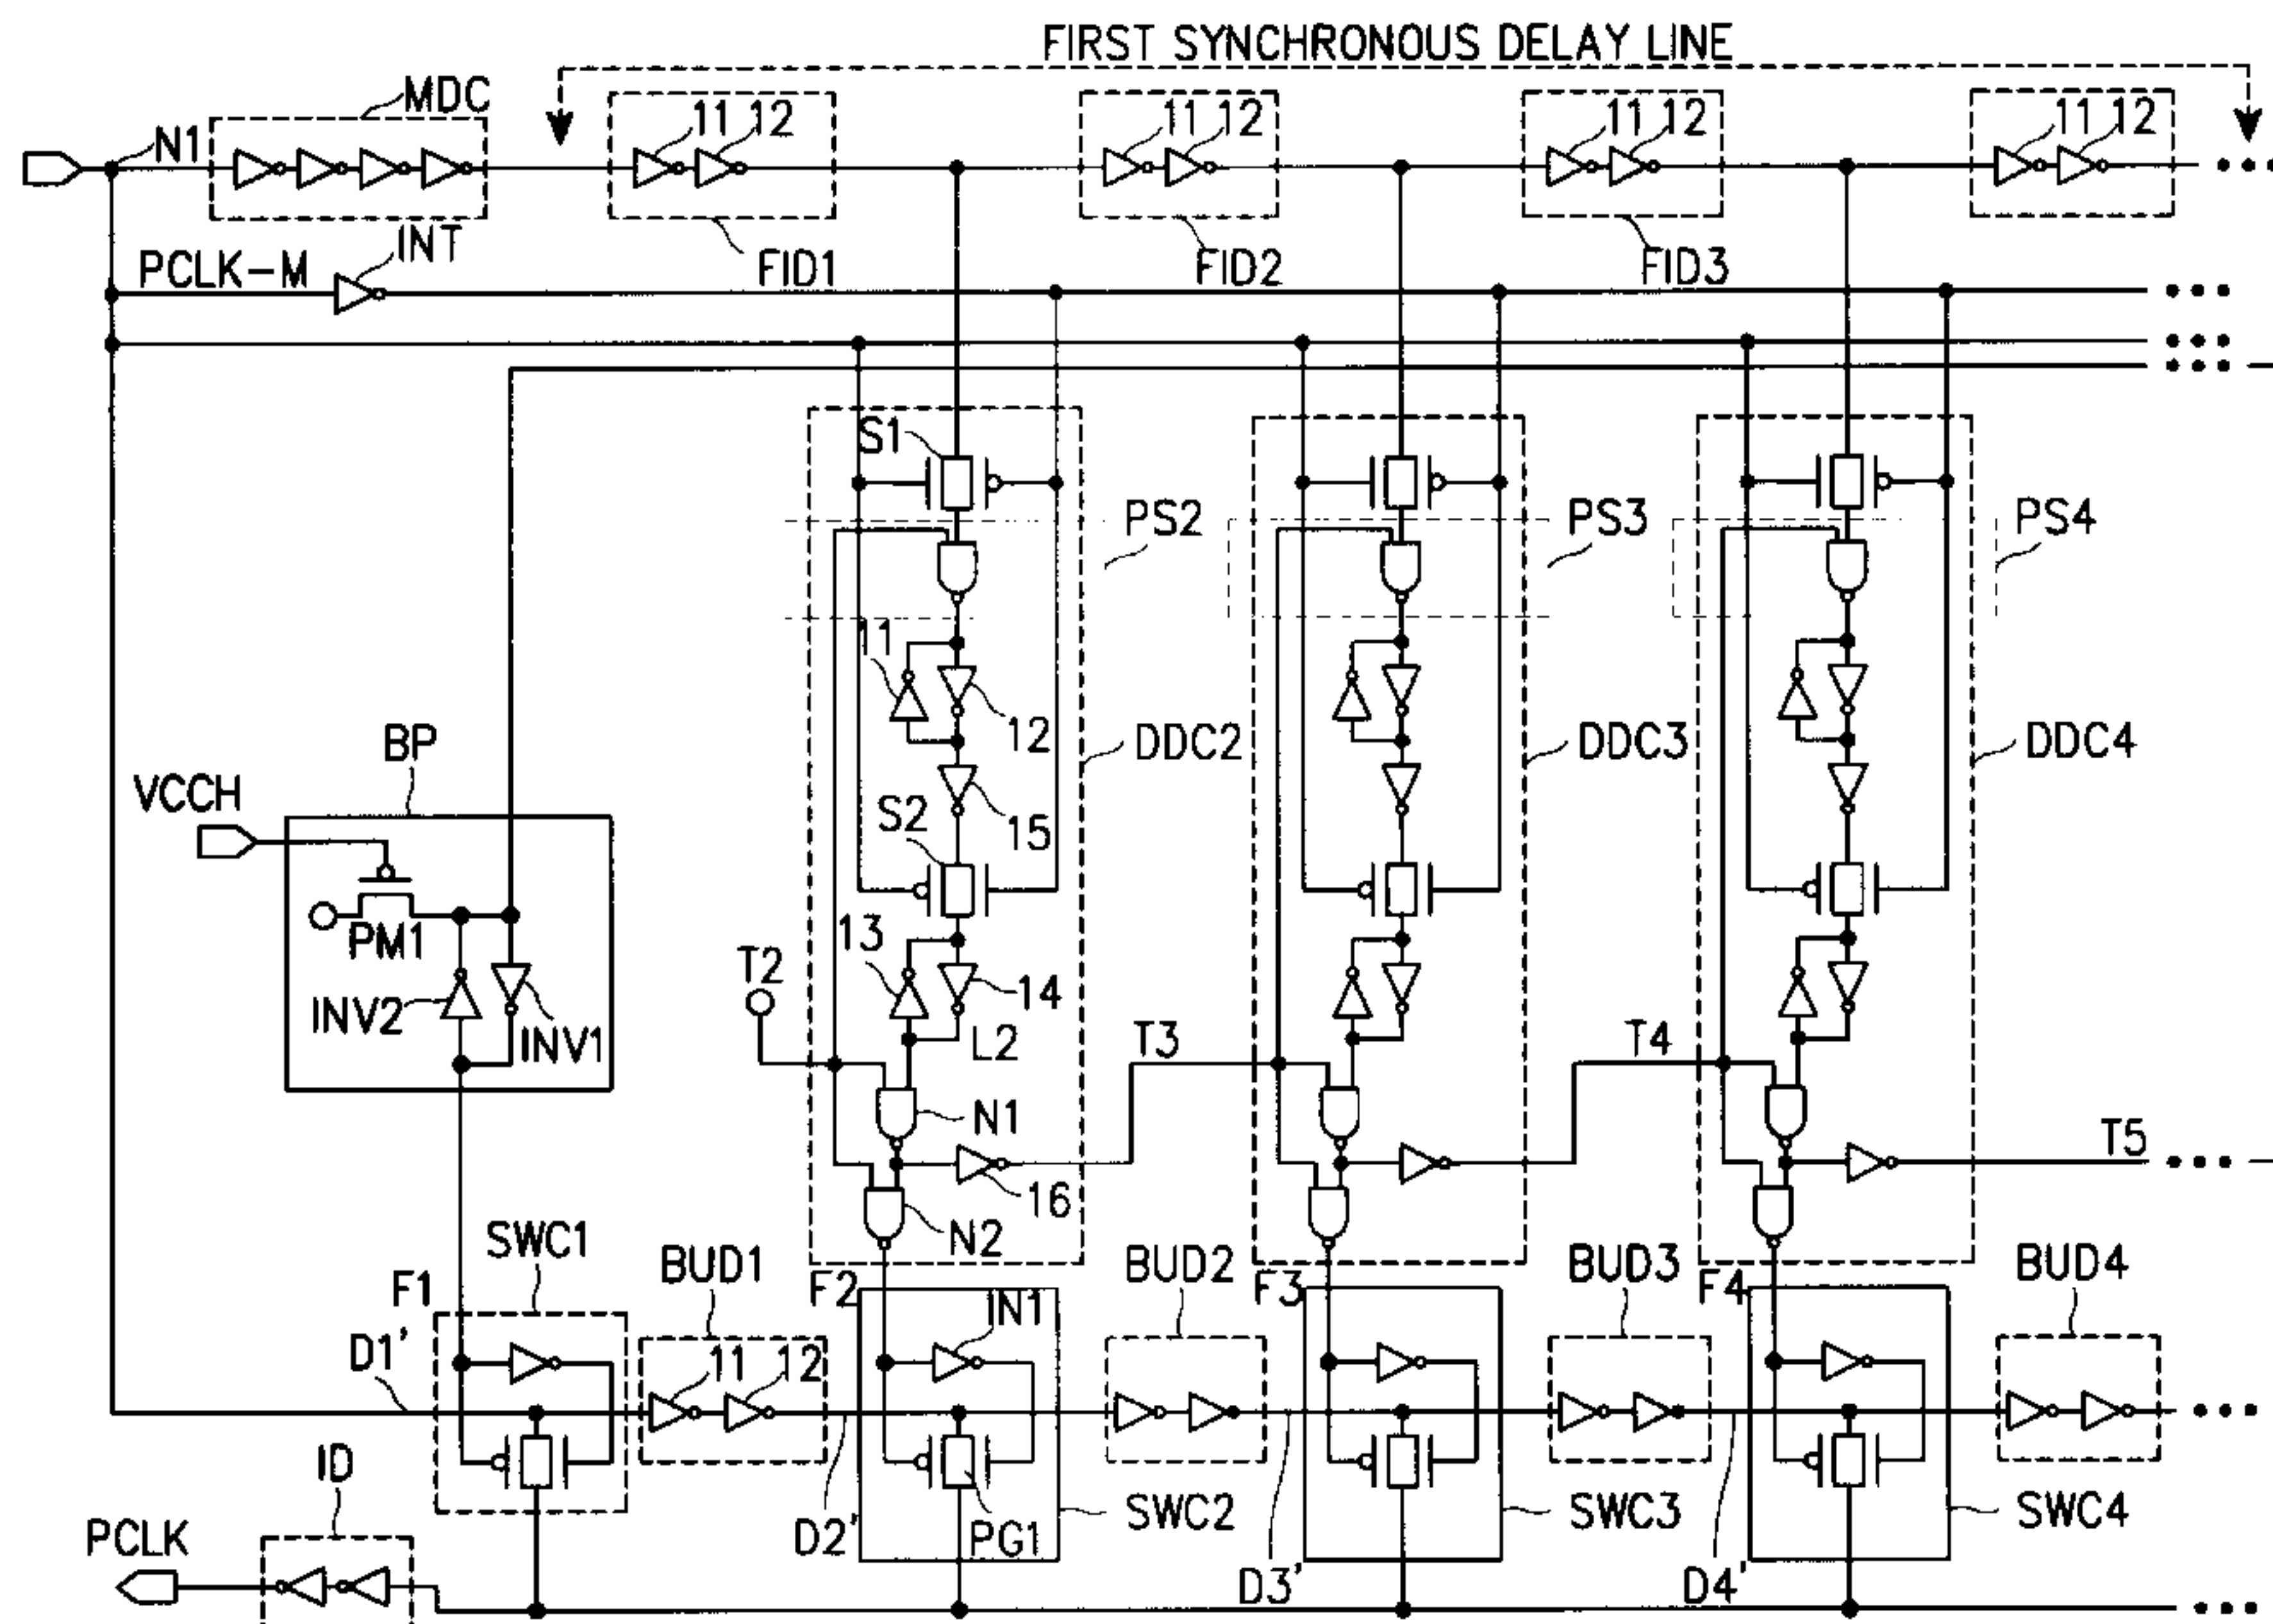 FIRST SYNCHRONOUS DELAY LINE
MDC
N1
11 12
11 12
11 12
11 12
INT
PCLK-M
FID1
FID2
FID3
S1
PS2
PS3
PS4
11
12
DDC2
DDC3
DDC4
BP
VCCH
S2
15
PM1
13
T2
INV2
INV1
14
L2
T3
T4
N1
T5
16
N2
SWC1
BUD1
BUD2
BUD3
BUD4
F1
F2
F3
F4
IN1
D1'
11 12
ID
PCLK
D2'
PG1
SWC2
SWC3
SWC4
D3'
D4'